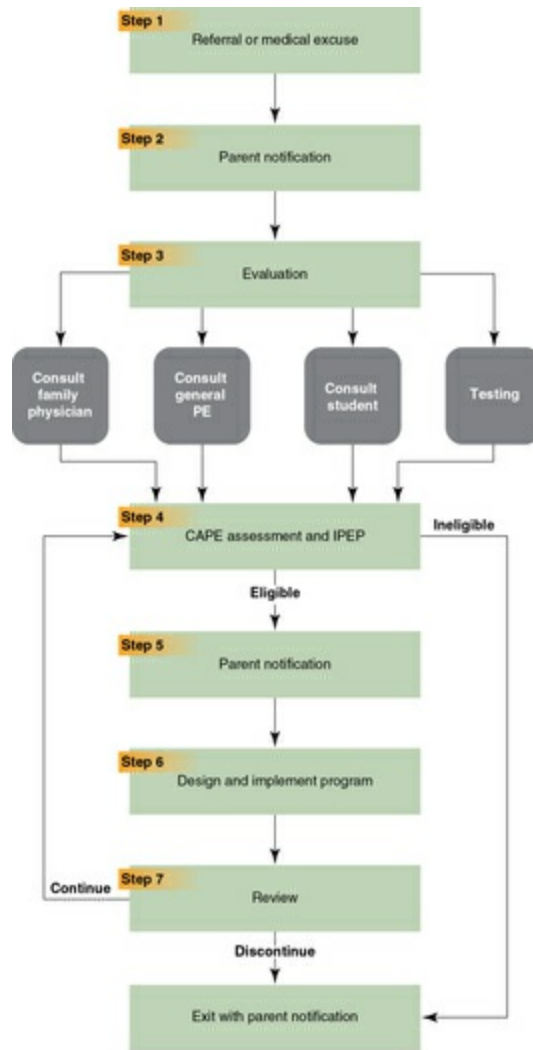 Step 1
Referral or medical excuse
Step 2
Parent notification
Step 3
Evaluation
Consult
family
physician
Consult
general
PE
Consult
student
Testing
Step 4
CAPE assessment and IPEP
Ineligible
Eligible
Step 5
Parent notification
Step 6
Design and implement program
Step 7
Continue
Review
Discontinue
Exit with parent notification